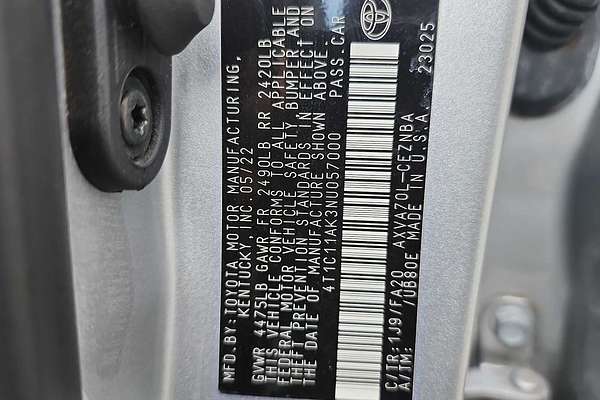 MFD.BY:TOYOTA MOTOR MANUFACTURING,
KENTUCKY, INC. 05/22
GVWR 4475LB GAWR FR 2490LB RR 2420LB
THIS VEHICLE CONFORMS TO ALL APPLICABLE
FEDERAL MOTOR VEHICLE SAFETY, BUMPER AND
THEFT PREVENTION STANDARDS IN EFFECT ON
THE DATE OF MANUFACTURE SHOWN ABOVE.
4T1C11AK3NU057000 PASS.CAR
C/TR:1J9/FA20 AXVA70L-CEZNBA
A/TM: /UB80E MADE IN U.S.A. 23025